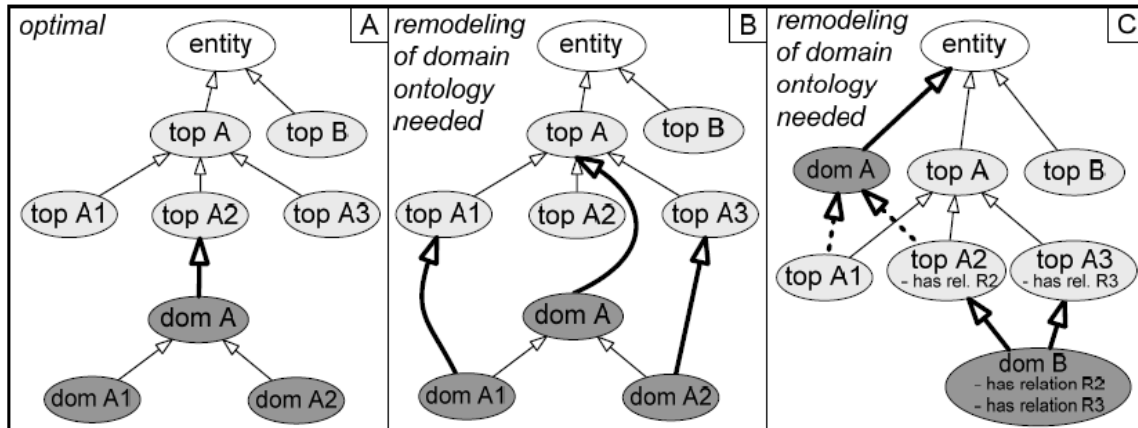 optimal
A
entity
top A
top B
top A1
top A2
top A3
dom A
dom A1
dom A2
remodeling
of domain
ontology
needed
B
entity
top A
top B
top A1
top A2
top A3
dom A
dom A1
dom A2
remodeling
of domain
ontology
needed
C
entity
dom A
top A
top B
top A1
top A2
- has rel. R2
top A3
- has rel. R3
dom B
- has relation R2
- has relation R3